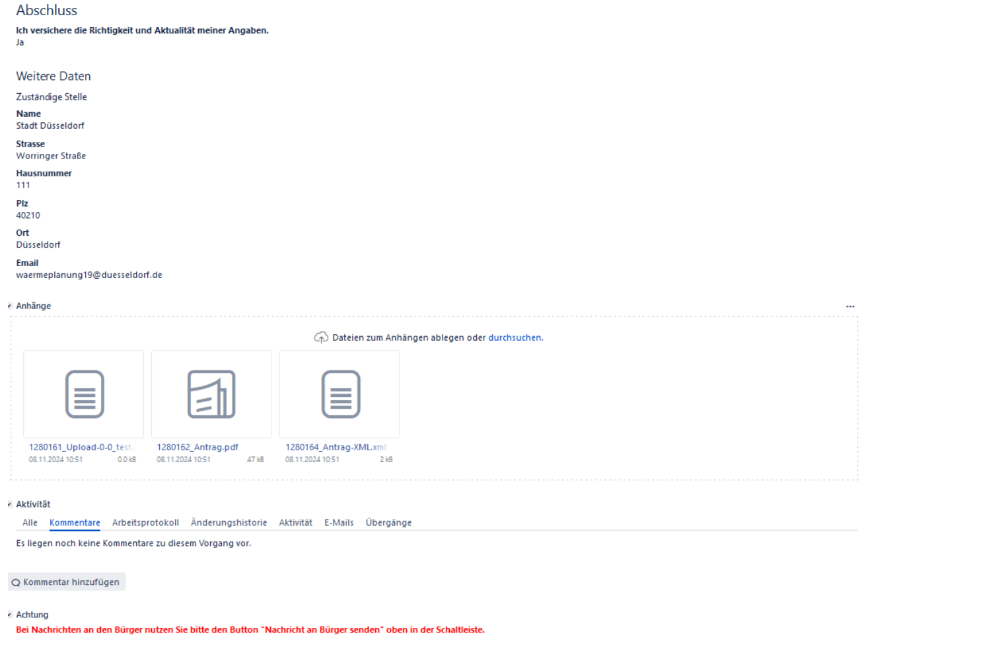 Abschluss
Ich versichere die Richtigkeit und Aktualität meiner Angaben.
Ja
Weitere Daten
Zuständige Stelle
Name
Stadt Düsseldorf
Strasse
Worringer Straße
Hausnummer
111
Plz
40210
Ort
Düsseldorf
Email
waermeplanung19@duesseldorf.de
Anhänge
Dateien zum Anhängen ablegen oder durchsuchen.
1280161_Upload-0-0_test. 1280162_Antrag.pdf 1280164_Antrag-XML.xml
08.11.2024 10:51 0.0 kB 08.11.2024 10:51 47 kB 08.11.2024 10:51 2 kB
Aktivität
Alle Kommentare Arbeitsprotokoll Änderungshistorie Aktivität E-Mails Übergänge
Es liegen noch keine Kommentare zu diesem Vorgang vor.
Kommentar hinzufügen
Achtung
Bei Nachrichten an den Bürger nutzen Sie bitte den Button "Nachricht an Bürger senden" oben in der Schaltleiste.